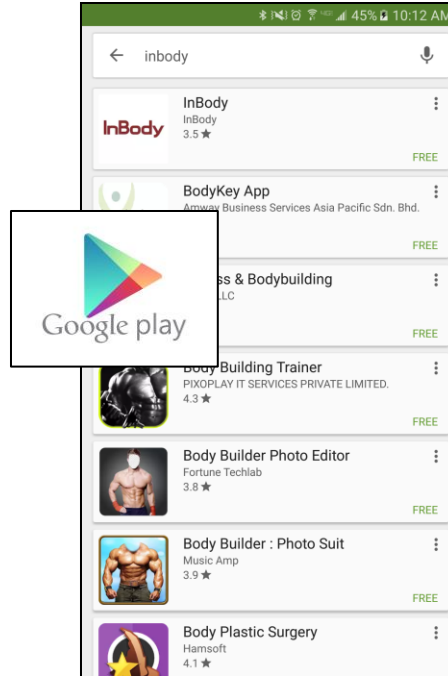 45% 10:12 AM
inbody
InBody
InBody
InBody
3.5★
FREE
BodyKey App
Amway Business Services Asia Pacific Sdn. Bhd.
FREE
Google play
ss & Bodybuilding
LLC
FREE
Body Building Trainer
PIXOPLAY IT SERVICES PRIVATE LIMITED.
4.3★
FREE
Body Builder Photo Editor
Fortune Techlab
3.8★
FREE
Body Builder : Photo Suit
Music Amp
3.9★
FREE
Body Plastic Surgery
Hamsoft
4.1★